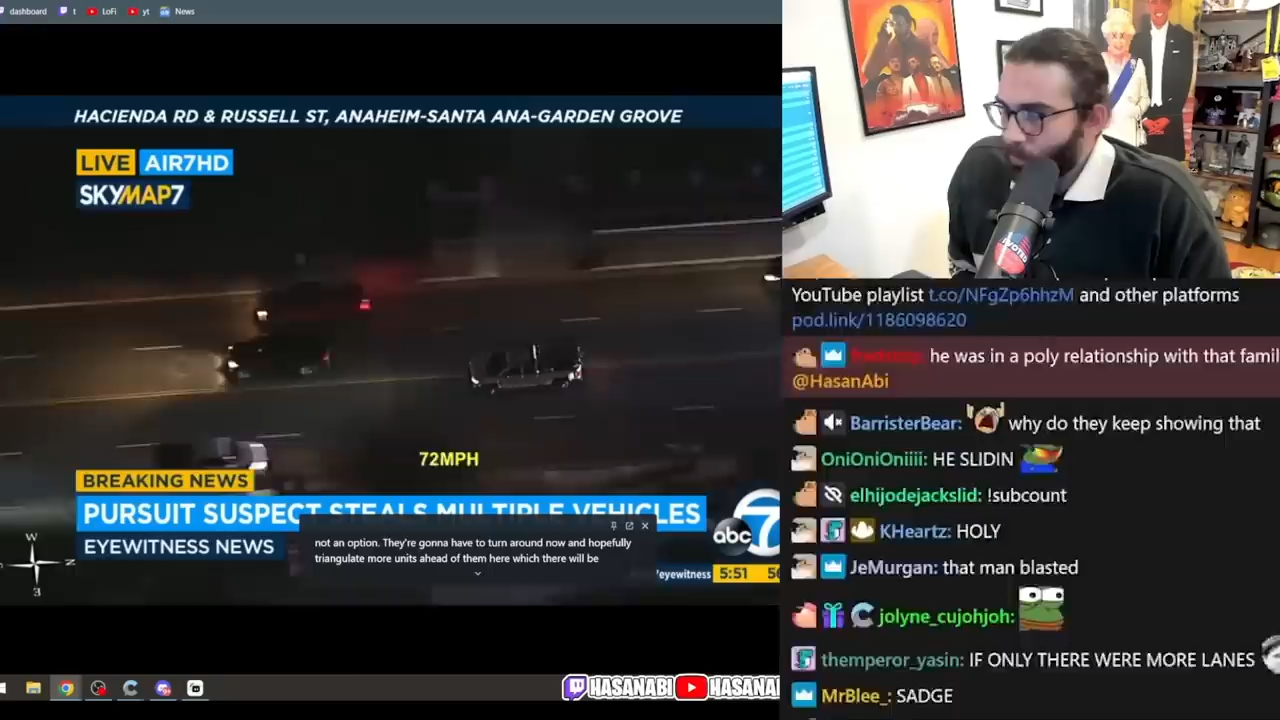 dashboard
t
LoFi
yt
News
HACIENDA RD & RUSSELL ST, ANAHEIM-SANTA ANA-GARDEN GROVE
LIVE AIR7HD
SKYMAP7
72MPH
BREAKING NEWS
PURSUIT SUSPECT STEALS MULTIPLE VEHICLES
EYEWITNESS NEWS
not an option. They're gonna have to turn around now and hopefully
triangulate more units ahead of them here which there will be
abc 7
'eyewitness 5:51 56
W
N
3
HASANABI HASANA
I VOTED
YouTube playlist t.co/NFgZp6hhzM and other platforms
pod.link/1186098620
he was in a poly relationship with that famil
@HasanAbi
BarristerBear: why do they keep showing that
OniOniOniiii: HE SLIDIN
elhijodejackslid: !subcount
KHeartz: HOLY
JeMurgan: that man blasted
jolyne_cujohjoh:
themperor_yasin: IF ONLY THERE WERE MORE LANES
MrBlee_: SADGE